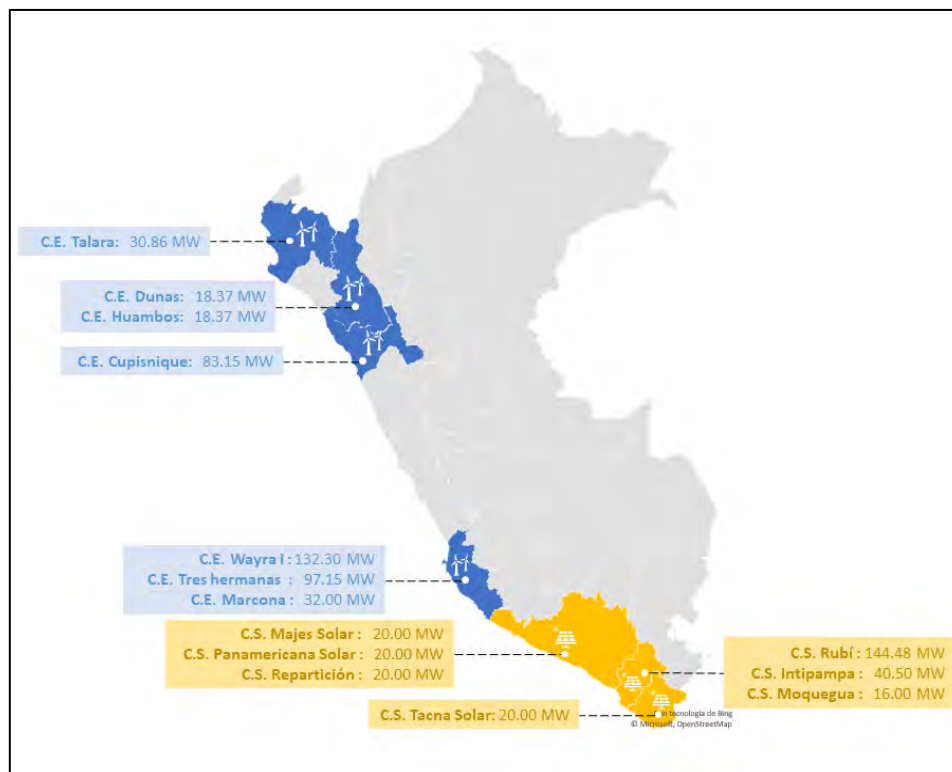 C.E. Talara: 30.86 MW
C.E. Dunas: 18.37 MW
C.E. Huambos: 18.37 MW
C.E. Cupisnique: 83.15 MW
C.E. Wayra I : 132.30 MW
C.E. Tres hermanas : 97.15 MW
C.E. Marcona : 32.00 MW
C.S. Majes Solar : 20.00 MW
C.S. Panamericana Solar : 20.00 MW
C.S. Repartición : 20.00 MW
C.S. Rubí : 144.48 MW
C.S. Intipampa : 40.50 MW
C.S. Moquegua : 16.00 MW
C.S. Tacna Solar: 20.00 MW
tecnología de Bing
© Microsoft, OpenStreetMap